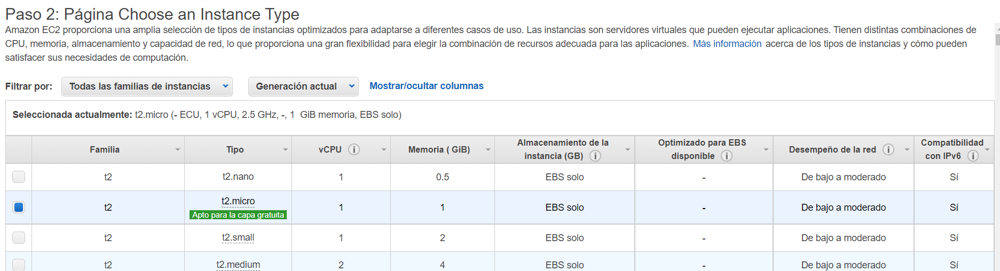 Paso 2: Página Choose an Instance Type
Amazon EC2 proporciona una amplia selección de tipos de instancias optimizados para adaptarse a diferentes casos de uso. Las instancias son servidores virtuales que pueden ejecutar aplicaciones. Tienen distintas combinaciones de
CPU, memoria, almacenamiento y capacidad de red, lo que proporciona una gran flexibilidad para elegir la combinación de recursos adecuada para las aplicaciones. Más información acerca de los tipos de instancias y cómo pueden
satisfacer sus necesidades de computación.
Filtrar por: Todas las familias de instancias Generación actual Mostrar/ocultar columnas
Seleccionada actualmente: t2.micro (- ECU, 1 vCPU, 2.5 GHz, -, 1 GiB memoria, EBS solo)
Familia Tipo vCPU Memoria ( GiB) Almacenamiento de la instancia (GB) Optimizado para EBS disponible Desempeño de la red Compatibilidad con IPv6
t2 t2.nano 1 0.5 EBS solo - De bajo a moderado Sí
t2 t2.micro Apto para la capa gratuita 1 1 EBS solo - De bajo a moderado Sí
t2 t2.small 1 2 EBS solo - De bajo a moderado Sí
t2 t2.medium 2 4 EBS solo - De bajo a moderado Sí